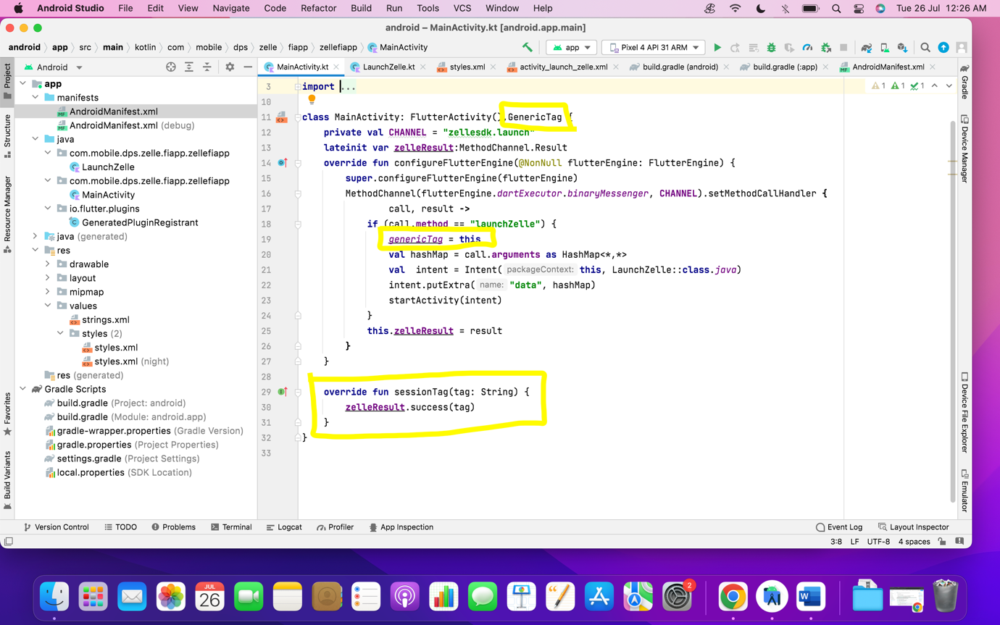 Android Studio File Edit View Navigate Code Refactor Build Run Tools VCS Window Help Tue 26 Jul 12:26 AM
android – MainActivity.kt [android.app.main]
android app src main kotlin com mobile dps zelle fiapp zellefiapp MainActivity app Pixel 4 API 31 ARM
Android MainActivity.kt LaunchZelle.kt styles.xml activity_launch_zelle.xml build.gradle (android) build.gradle (:app) AndroidManifest.xml
Project
Structure
Resource Manager
Favorites
Build Variants
app
manifests
AndroidManifest.xml
AndroidManifest.xml (debug)
java
com.mobile.dps.zelle.fiapp.zellefiapp
LaunchZelle
com.mobile.dps.zelle.fiapp.zellefiapp
MainActivity
io.flutter.plugins
GeneratedPluginRegistrant
java (generated)
res
drawable
layout
mipmap
values
strings.xml
styles (2)
styles.xml
styles.xml (night)
res (generated)
Gradle Scripts
build.gradle (Project: android)
build.gradle (Module: android.app)
gradle-wrapper.properties (Gradle Version)
gradle.properties (Project Properties)
settings.gradle (Project Settings)
local.properties (SDK Location)
3 import ... 1 1 1
10
11 class MainActivity: FlutterActivity(),GenericTag {
12 private val CHANNEL = "zellesdk.launch"
13 lateinit var zelleResult:MethodChannel.Result
14 override fun configureFlutterEngine(@NonNull flutterEngine: FlutterEngine) {
15 super.configureFlutterEngine(flutterEngine)
16 MethodChannel(flutterEngine.dartExecutor.binaryMessenger, CHANNEL).setMethodCallHandler {
17 call, result ->
18 if (call.method == "launchZelle") {
19 genericTag = this
20 val hashMap = call.arguments as HashMap<*,*>
21 val intent = Intent( packageContext: this, LaunchZelle::class.java)
22 intent.putExtra( name: "data", hashMap)
23 startActivity(intent)
24 }
25 this.zelleResult = result
26 }
27 }
28
29 override fun sessionTag(tag: String) {
30 zelleResult.success(tag)
31 }
32 }
33
Gradle
Device Manager
Device File Explorer
Emulator
Version Control TODO Problems Terminal Logcat Profiler App Inspection Event Log Layout Inspector
3:8 LF UTF-8 4 spaces
JUL
26
2